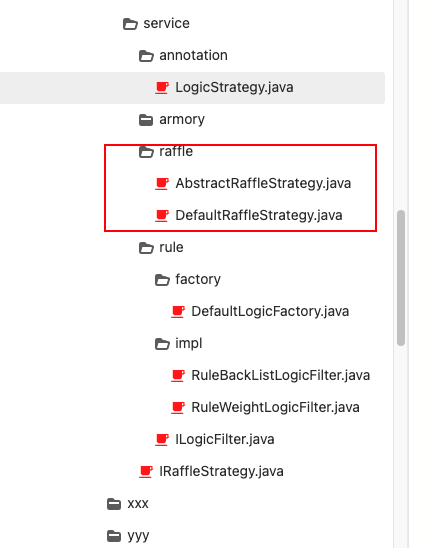 service
annotation
LogicStrategy.java
armory
raffle
AbstractRaffleStrategy.java
DefaultRaffleStrategy.java
rule
factory
DefaultLogicFactory.java
impl
RuleBackListLogicFilter.java
RuleWeightLogicFilter.java
ILogicFilter.java
IRaffleStrategy.java
xxx
yyy